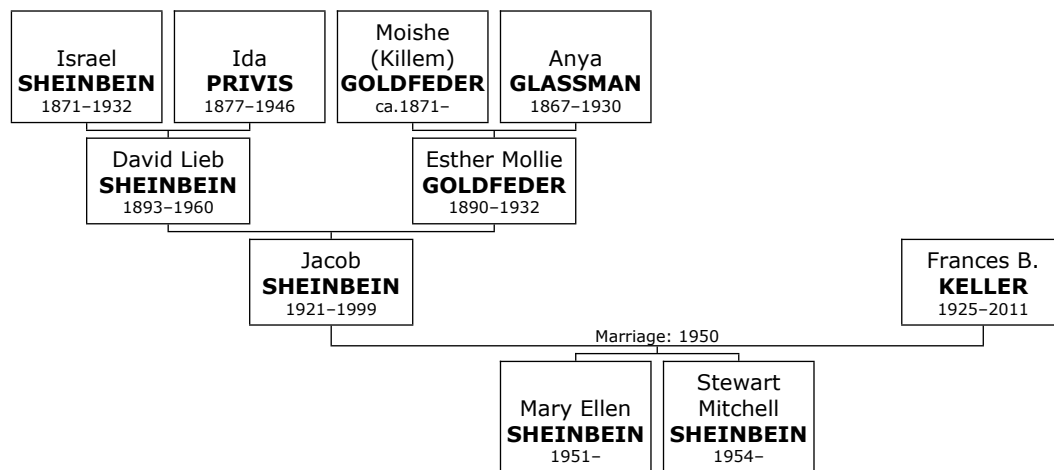 Israel
SHEINBEIN
1871–1932
Ida
PRIVIS
1877–1946
Moishe
(Killem)
GOLDFEDER
ca.1871–
Anya
GLASSMAN
1867–1930
David Lieb
SHEINBEIN
1893–1960
Esther Mollie
GOLDFEDER
1890–1932
Jacob
SHEINBEIN
1921–1999
Frances B.
KELLER
1925–2011
Marriage: 1950
Mary Ellen
SHEINBEIN
1951–
Stewart
Mitchell
SHEINBEIN
1954–